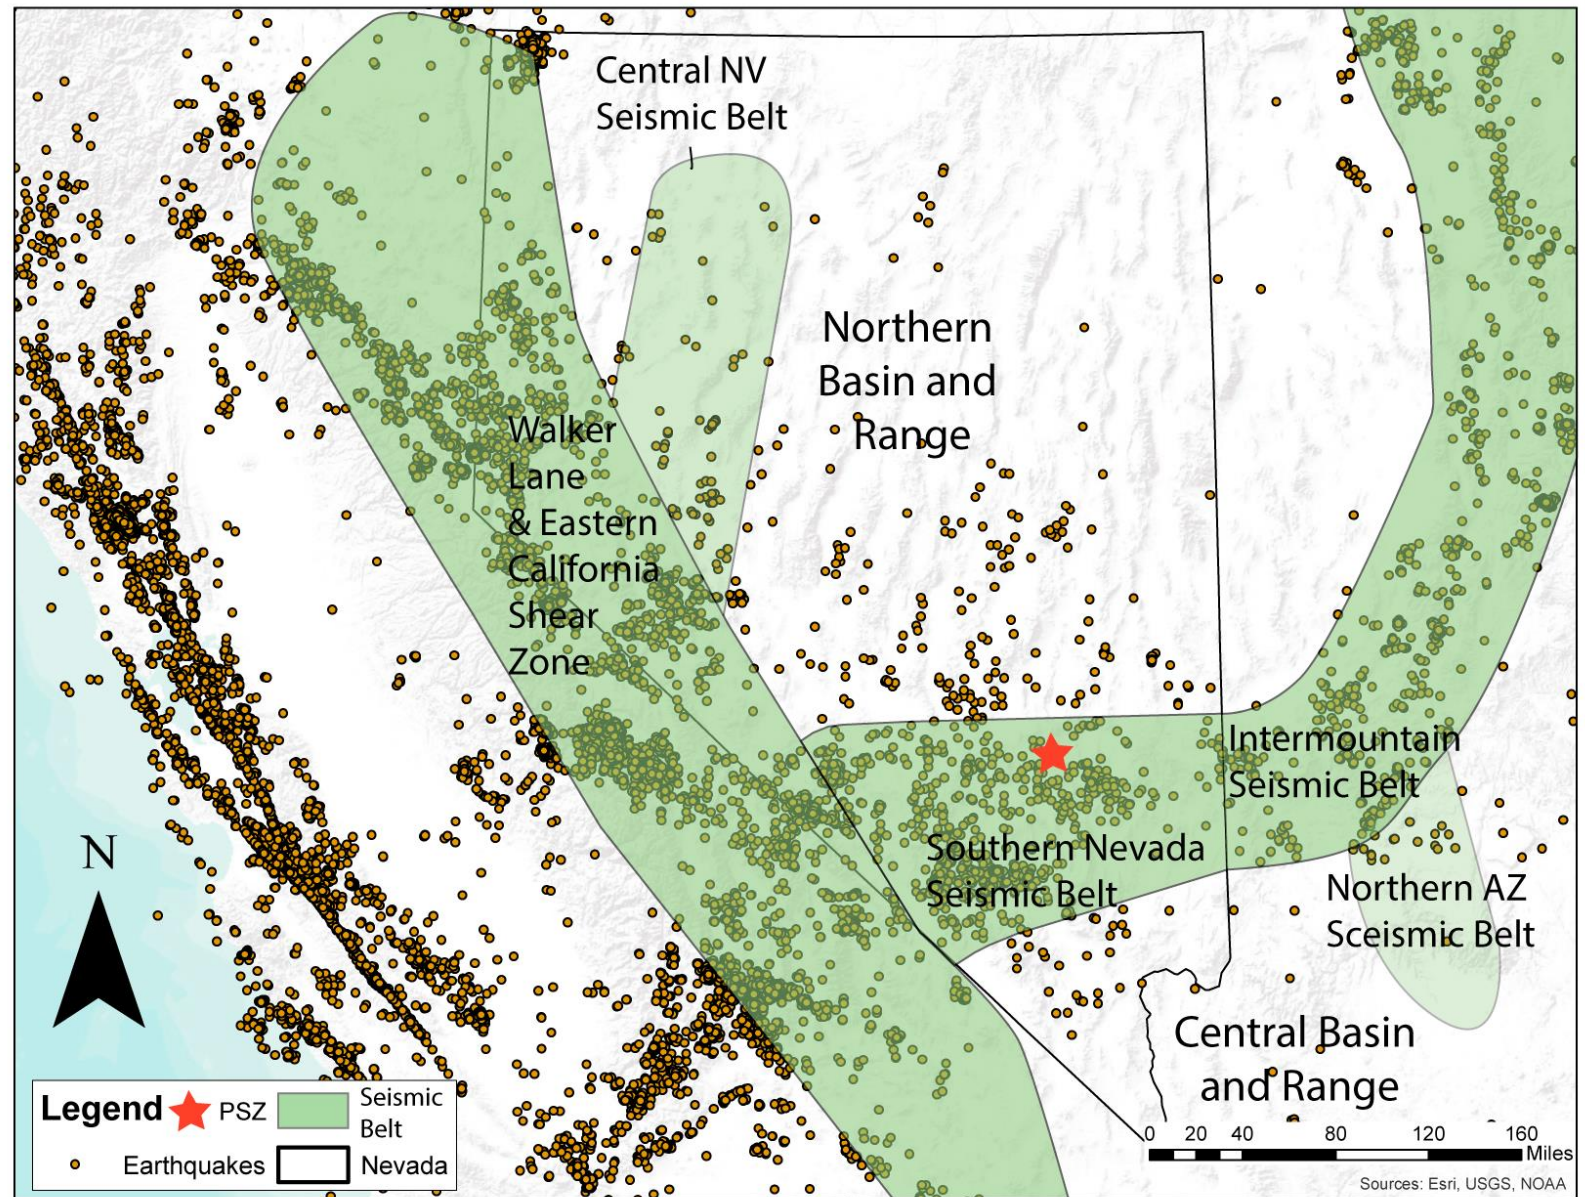 Central NV
Seismic Belt
Northern
Basin and
Range
Walker
Lane
& Eastern
California
Shear
Zone
Intermountain
Seismic Belt
Southern Nevada
Seismic Belt
Northern AZ
Sceismic Belt
N
Central Basin
and Range
Legend
PSZ
Seismic
Belt
Earthquakes
Nevada
0 20 40 80 120 160
Miles
Sources: Esri, USGS, NOAA